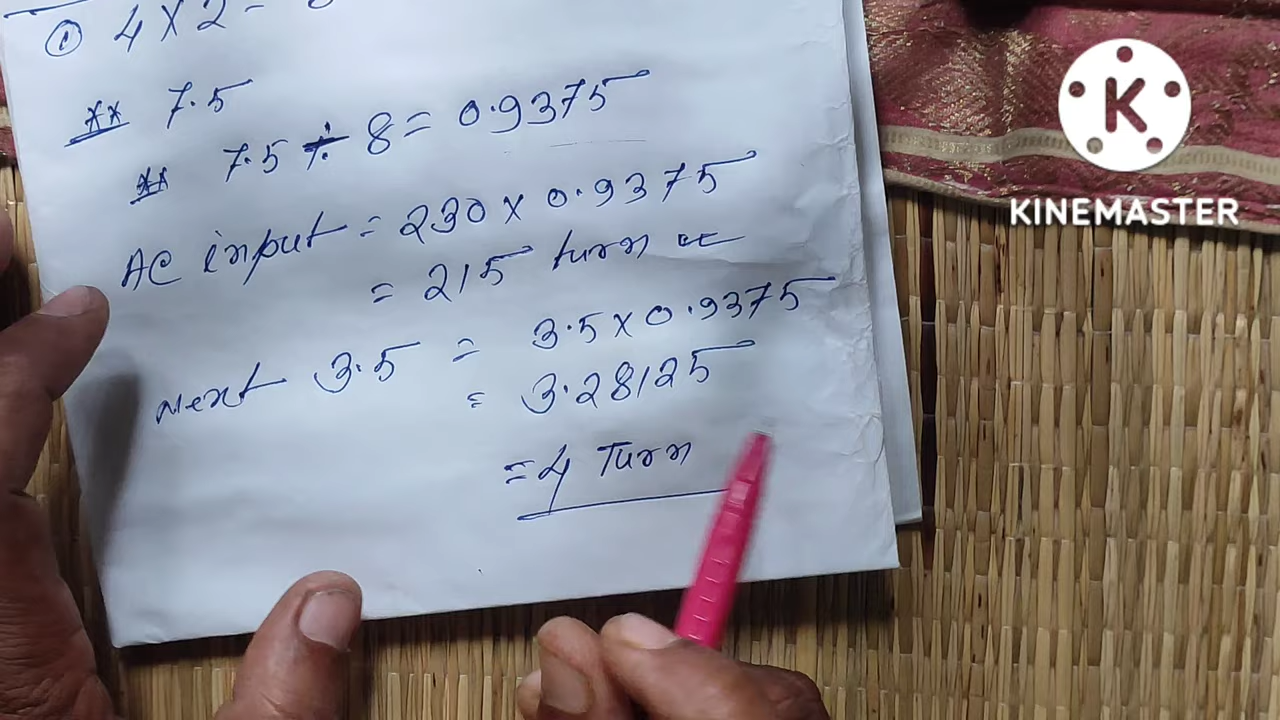 ① 4 X 2 =
** 7.5
** 7.5 ÷ 8 = 0.9375
AC input = 230 x 0.9375
= 215 turn
Next 3.5 = 3.5 x 0.9375
= 3.28125
= 4 Turn
K
KINEMASTER